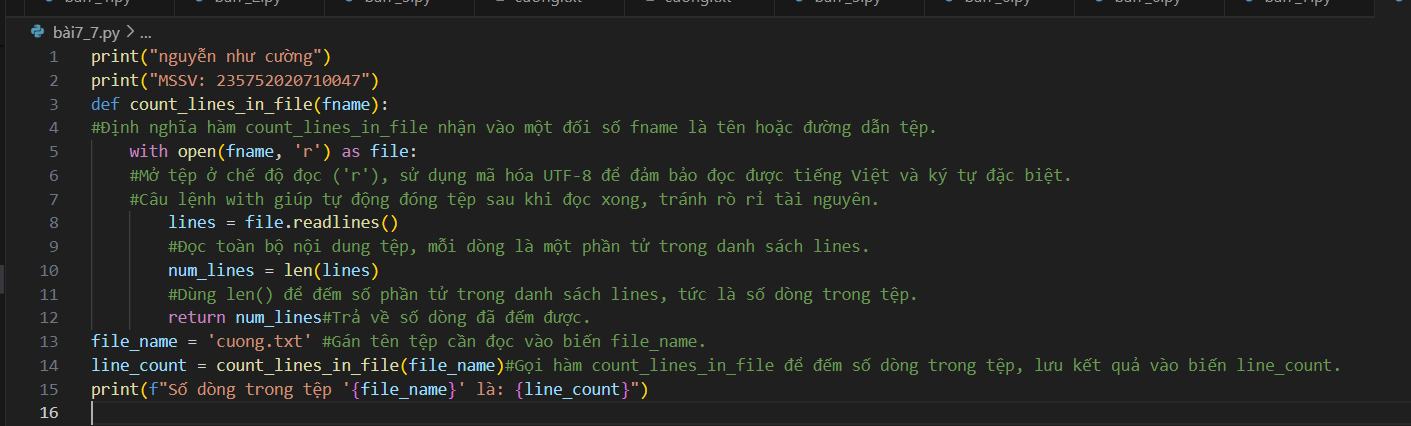 bài7_7.py > ...
1 print("nguyễn như cường")
2 print("MSSV: 235752020710047")
3 def count_lines_in_file(fname):
4 #Định nghĩa hàm count_lines_in_file nhận vào một đối số fname là tên hoặc đường dẫn tệp.
5     with open(fname, 'r') as file:
6     #Mở tệp ở chế độ đọc ('r'), sử dụng mã hóa UTF-8 để đảm bảo đọc được tiếng Việt và ký tự đặc biệt.
7     #Câu lệnh with giúp tự động đóng tệp sau khi đọc xong, tránh rò rỉ tài nguyên.
8         lines = file.readlines()
9         #Đọc toàn bộ nội dung tệp, mỗi dòng là một phần tử trong danh sách lines.
10         num_lines = len(lines)
11         #Dùng len() để đếm số phần tử trong danh sách lines, tức là số dòng trong tệp.
12         return num_lines#Trả về số dòng đã đếm được.
13 file_name = 'cuong.txt' #Gán tên tệp cần đọc vào biến file_name.
14 line_count = count_lines_in_file(file_name)#Gọi hàm count_lines_in_file để đếm số dòng trong tệp, lưu kết quả vào biến line_count.
15 print(f"Số dòng trong tệp '{file_name}' là: {line_count}")
16